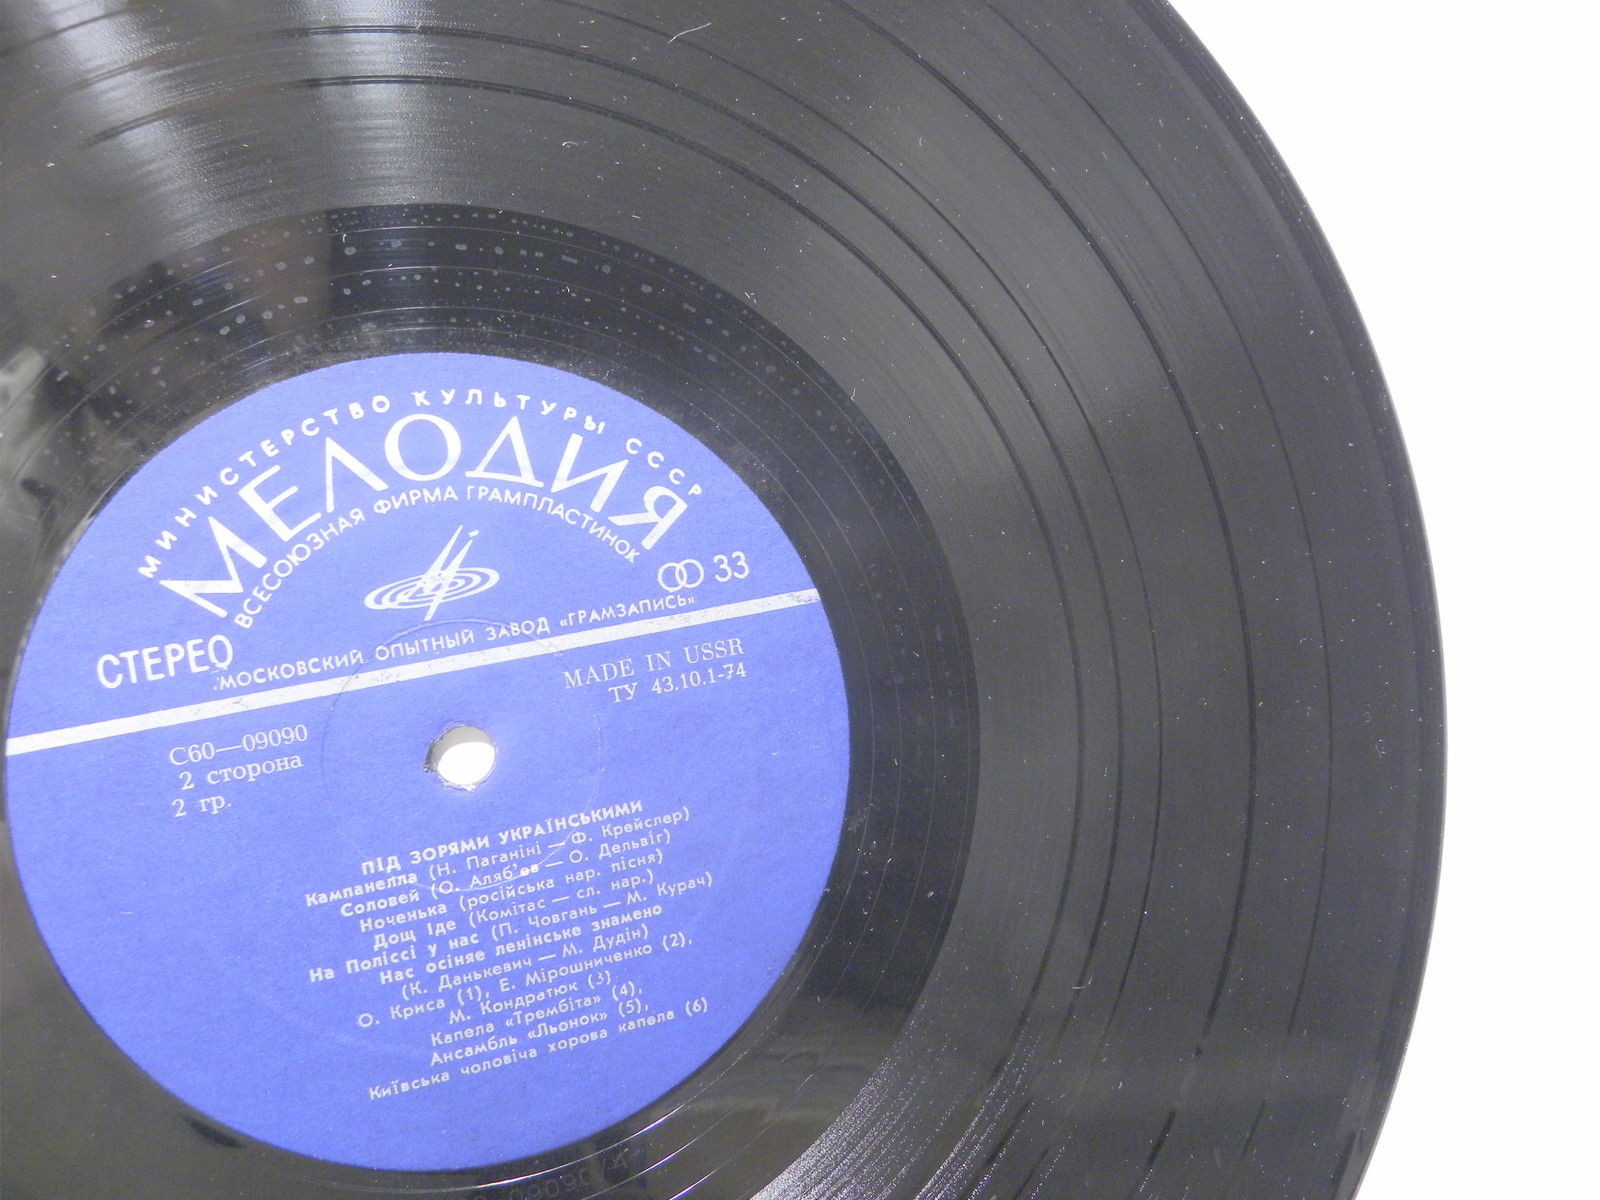 МИНИСТЕРСТВО КУЛЬТУРЫ СССР
МЕЛОДИЯ
ВСЕСОЮЗНАЯ ФИРМА ГРАМПЛАСТИНОК
33
СТЕРЕО
МОСКОВСКИЙ ОПЫТНЫЙ ЗАВОД «ГРАМЗАПИСЬ»
MADE IN USSR
ТУ 43.10.1-74
С60—09090
2 сторона
2 гр.
ПІД ЗОРЯМИ УКРАЇНСЬКИМИ
Кампанелла (Н. Паганіні — Ф. Крейслер)
Соловей (О. Аляб'єв — О. Дельвіг)
Ноченька (російська нар. пісня)
Дощ іде (Комітас — сл. нар.)
На Поліссі у нас (П. Човгань — М. Курач)
Нас осіняє ленінське знамено
(К. Данькевич — М. Дудін)
О. Криса (1), Е. Мірошниченко (2),
М. Кондратюк (3),
Капела «Трембіта» (4),
Ансамбль «Льонок» (5),
Київська чоловіча хорова капела (6)